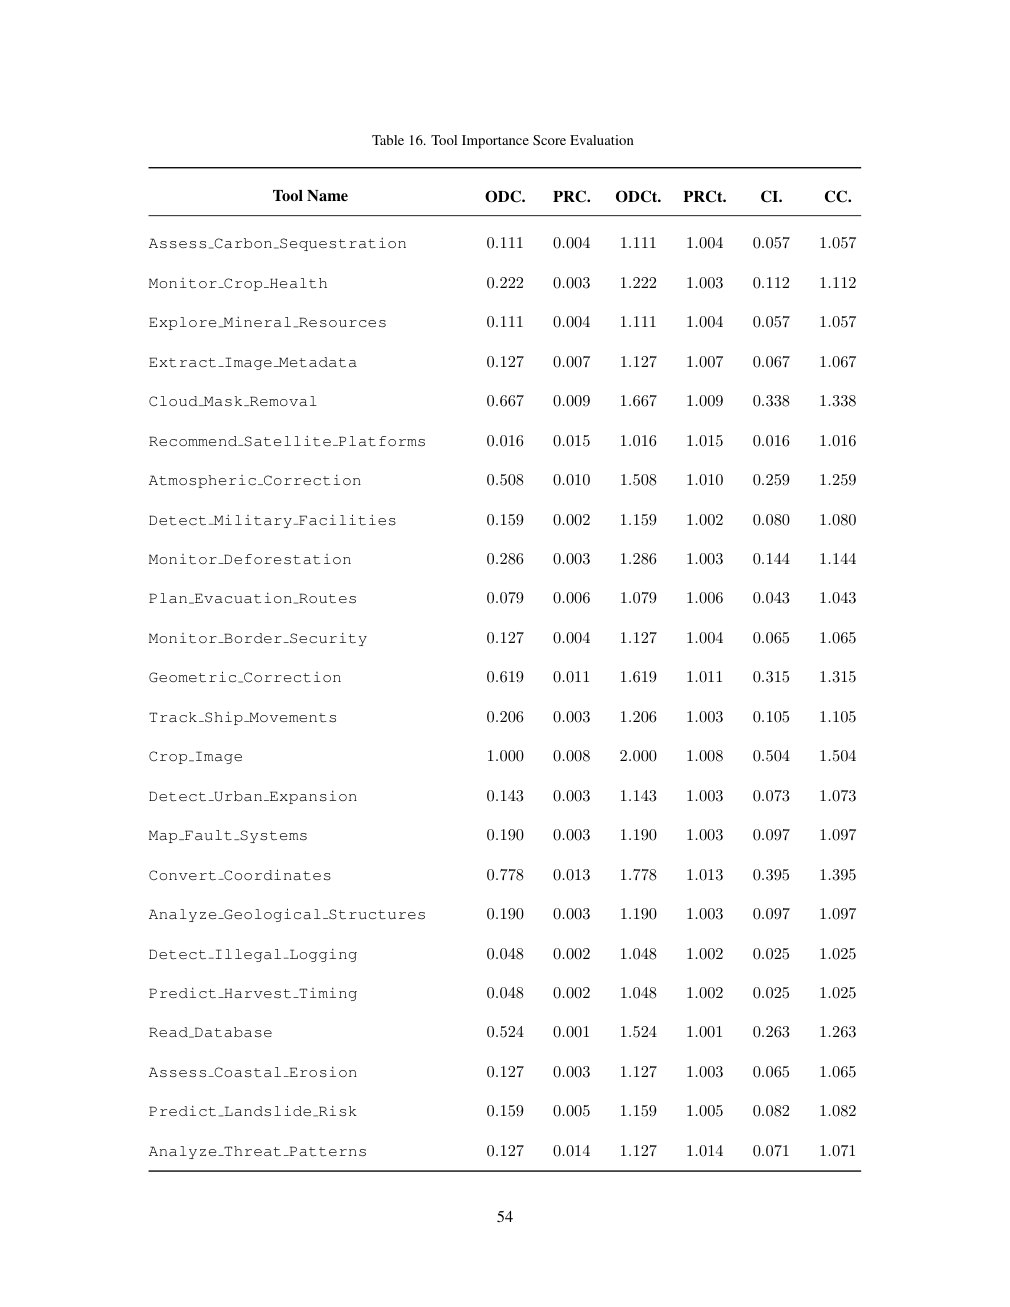 Table 16. Tool Importance Score Evaluation
Tool Name ODC. PRC. ODCt. PRCt. CI. CC.
Assess_Carbon_Sequestration 0.111 0.004 1.111 1.004 0.057 1.057
Monitor_Crop_Health 0.222 0.003 1.222 1.003 0.112 1.112
Explore_Mineral_Resources 0.111 0.004 1.111 1.004 0.057 1.057
Extract_Image_Metadata 0.127 0.007 1.127 1.007 0.067 1.067
Cloud_Mask_Removal 0.667 0.009 1.667 1.009 0.338 1.338
Recommend_Satellite_Platforms 0.016 0.015 1.016 1.015 0.016 1.016
Atmospheric_Correction 0.508 0.010 1.508 1.010 0.259 1.259
Detect_Military_Facilities 0.159 0.002 1.159 1.002 0.080 1.080
Monitor_Deforestation 0.286 0.003 1.286 1.003 0.144 1.144
Plan_Evacuation_Routes 0.079 0.006 1.079 1.006 0.043 1.043
Monitor_Border_Security 0.127 0.004 1.127 1.004 0.065 1.065
Geometric_Correction 0.619 0.011 1.619 1.011 0.315 1.315
Track_Ship_Movements 0.206 0.003 1.206 1.003 0.105 1.105
Crop_Image 1.000 0.008 2.000 1.008 0.504 1.504
Detect_Urban_Expansion 0.143 0.003 1.143 1.003 0.073 1.073
Map_Fault_Systems 0.190 0.003 1.190 1.003 0.097 1.097
Convert_Coordinates 0.778 0.013 1.778 1.013 0.395 1.395
Analyze_Geological_Structures 0.190 0.003 1.190 1.003 0.097 1.097
Detect_Illegal_Logging 0.048 0.002 1.048 1.002 0.025 1.025
Predict_Harvest_Timing 0.048 0.002 1.048 1.002 0.025 1.025
Read_Database 0.524 0.001 1.524 1.001 0.263 1.263
Assess_Coastal_Erosion 0.127 0.003 1.127 1.003 0.065 1.065
Predict_Landslide_Risk 0.159 0.005 1.159 1.005 0.082 1.082
Analyze_Threat_Patterns 0.127 0.014 1.127 1.014 0.071 1.071
54